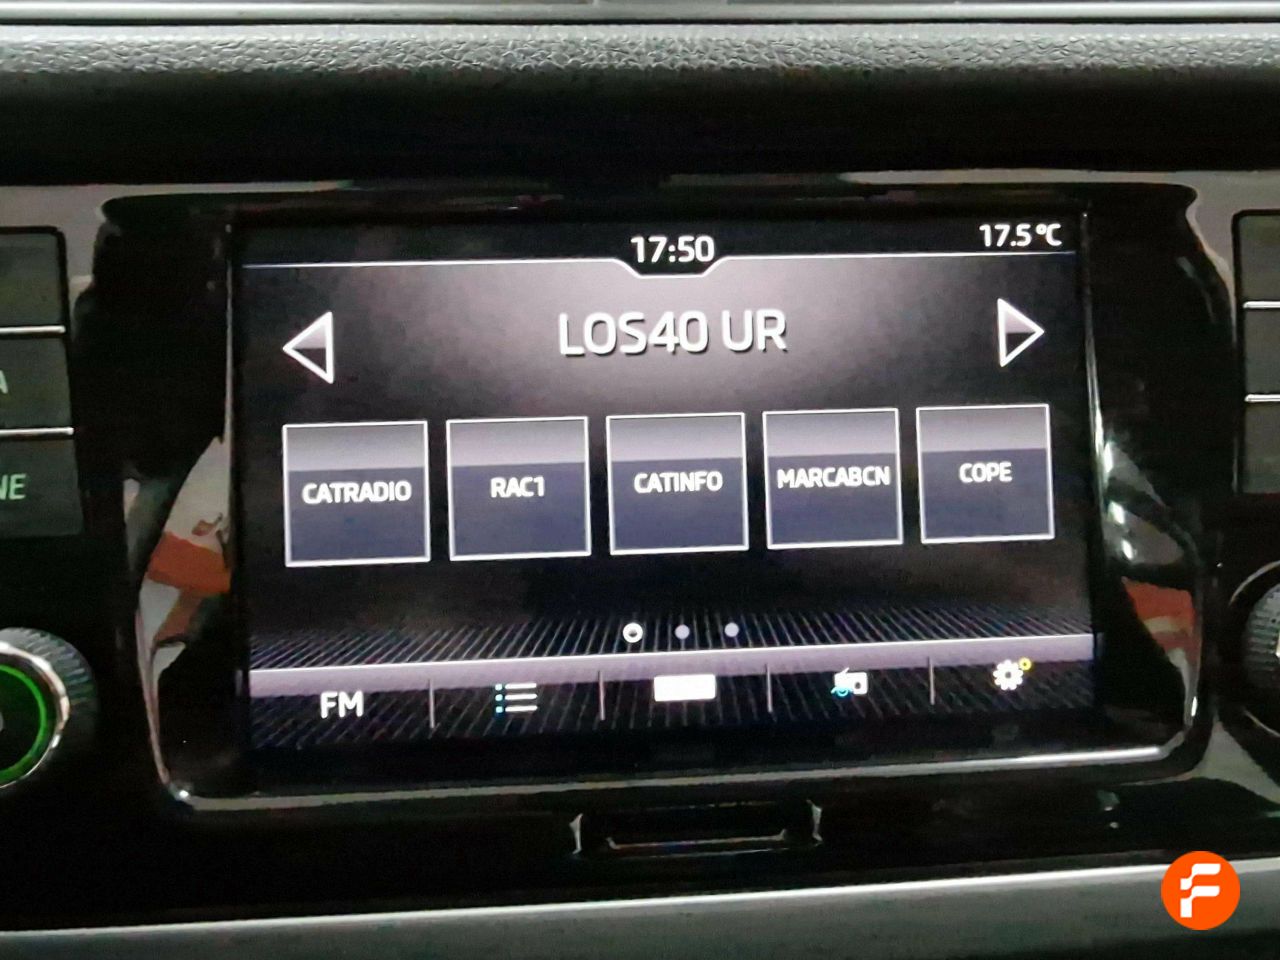 17:50
17.5°C
LOS40 UR
CATRADIO
RAC1
CATINFO
MARCABCN
COPE
FM